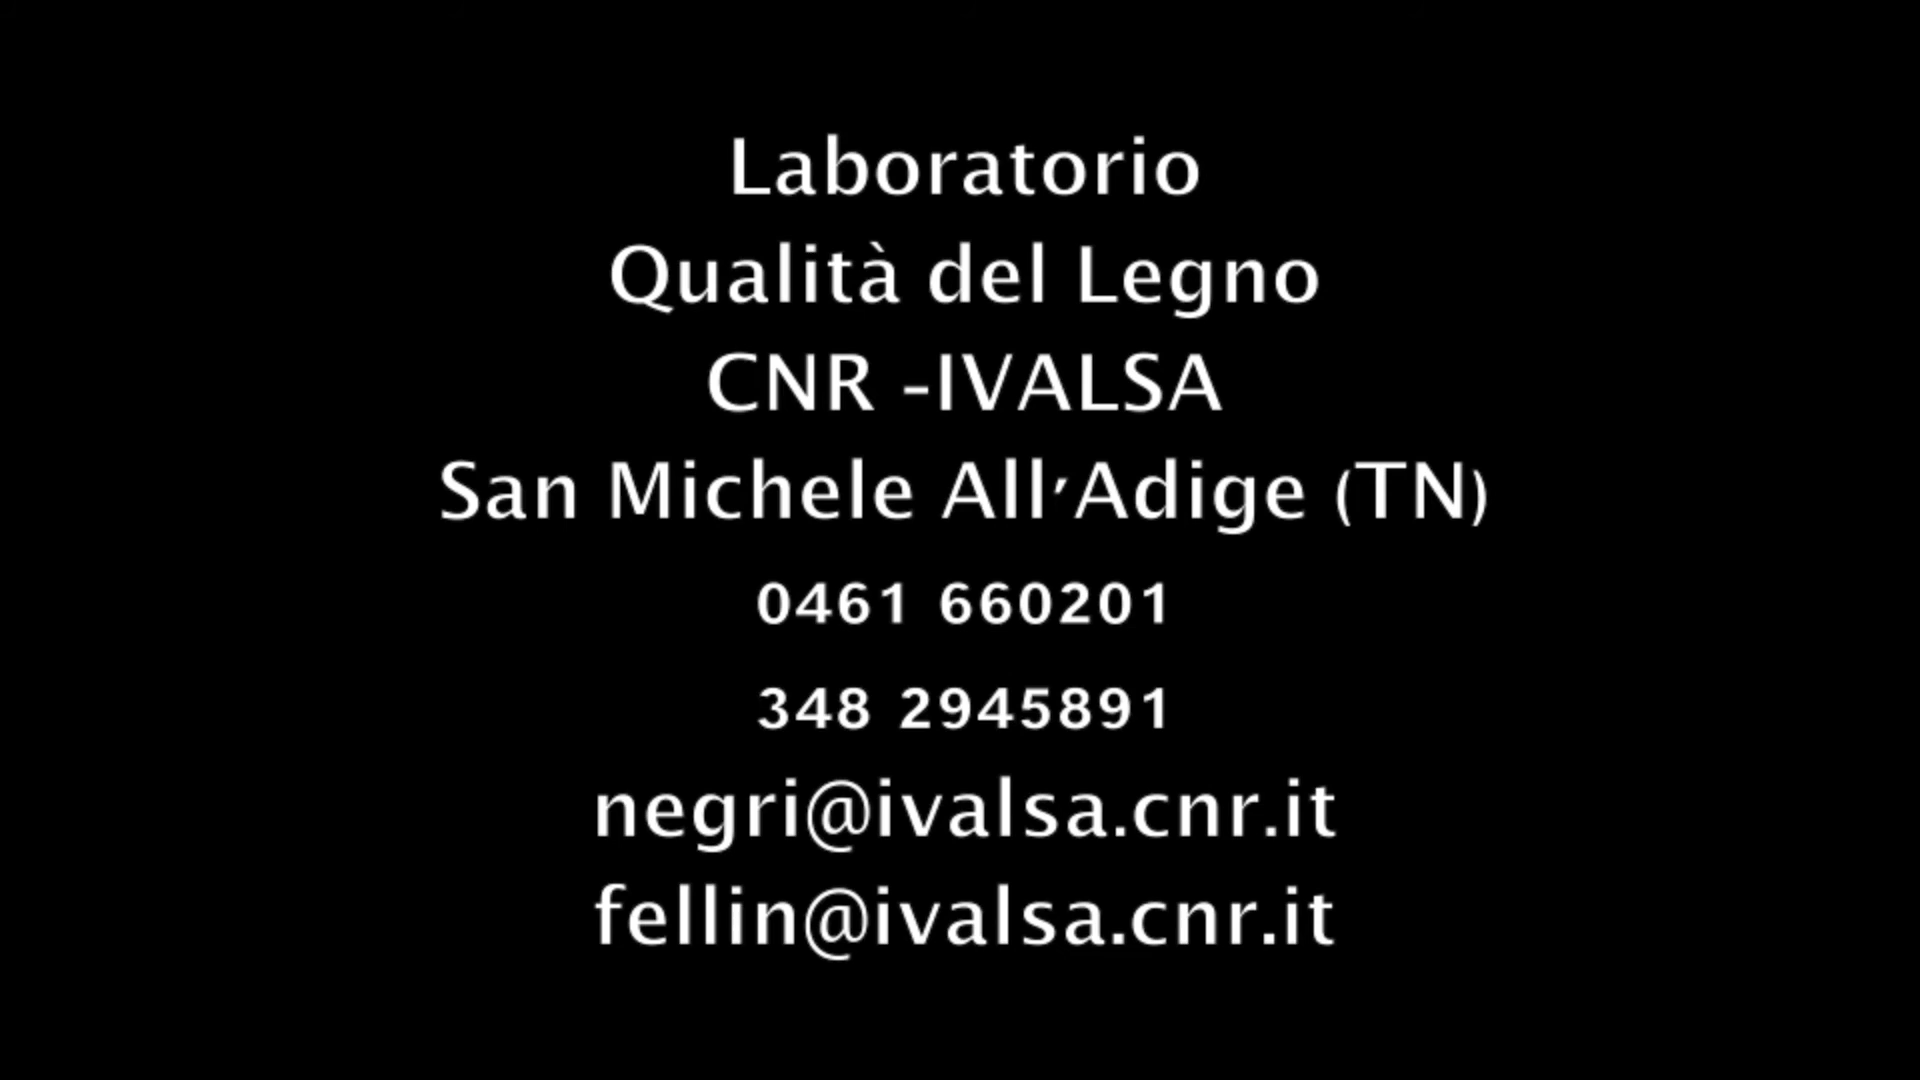 Laboratorio
Qualità del Legno
CNR -IVALSA
San Michele All'Adige (TN)
0461 660201
348 2945891
negri@ivalsa.cnr.it
fellin@ivalsa.cnr.it